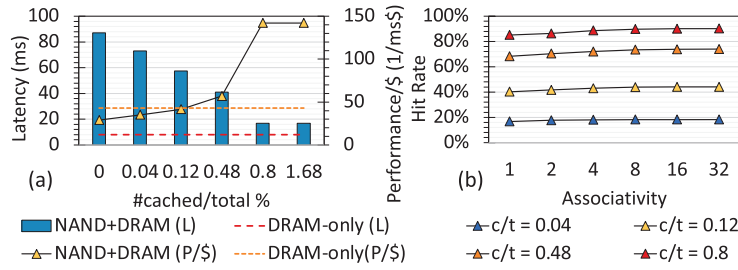 100
80
60
40
20
0
Latency (ms)
150
100
50
0
Performance/$ (1/ms$)
0 0.04 0.12 0.48 0.8 1.68
(a)
#cached/total %
NAND+DRAM (L)
DRAM-only (L)
NAND+DRAM (P/$)
DRAM-only(P/$)
100%
80%
60%
40%
20%
0%
Hit Rate
1 2 4 8 16 32
(b)
Associativity
c/t = 0.04
c/t = 0.12
c/t = 0.48
c/t = 0.8